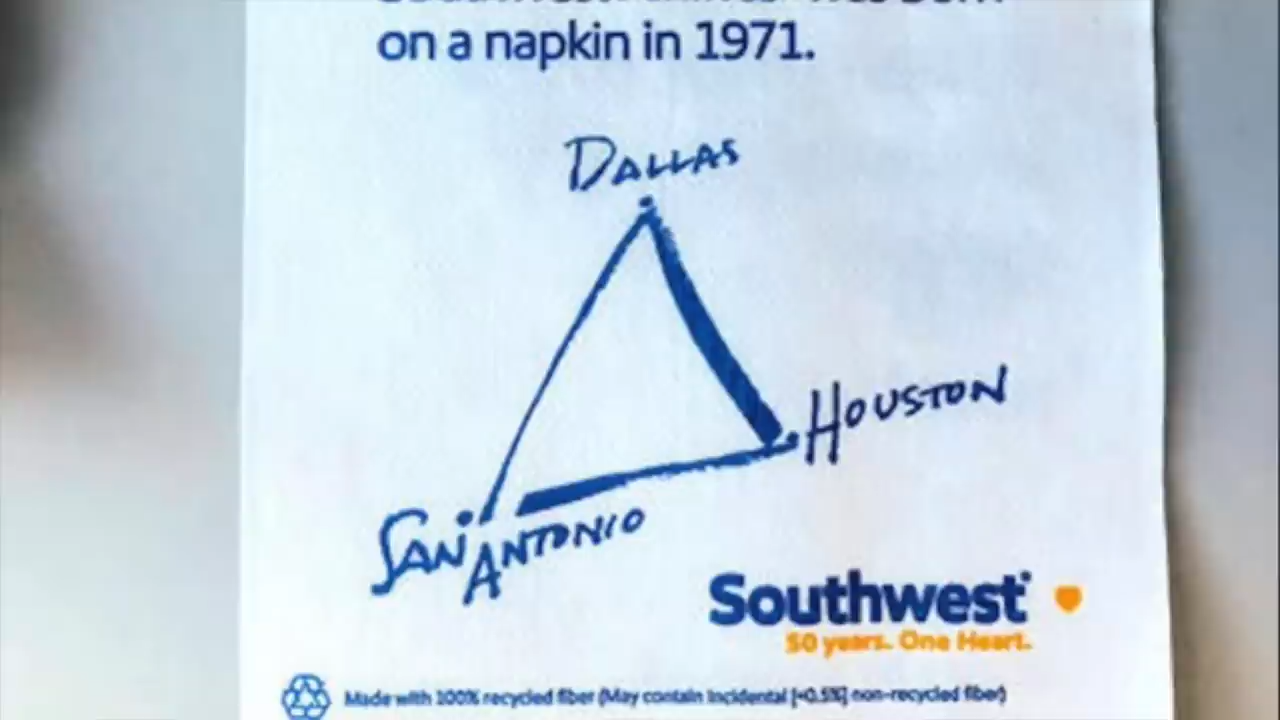 on a napkin in 1971.
DALLAS
HOUSTON
SAN ANTONIO
Southwest
50 years. One Heart.
Made with 100% recycled fiber (May contain incidental [<0.5%] non-recycled fiber)